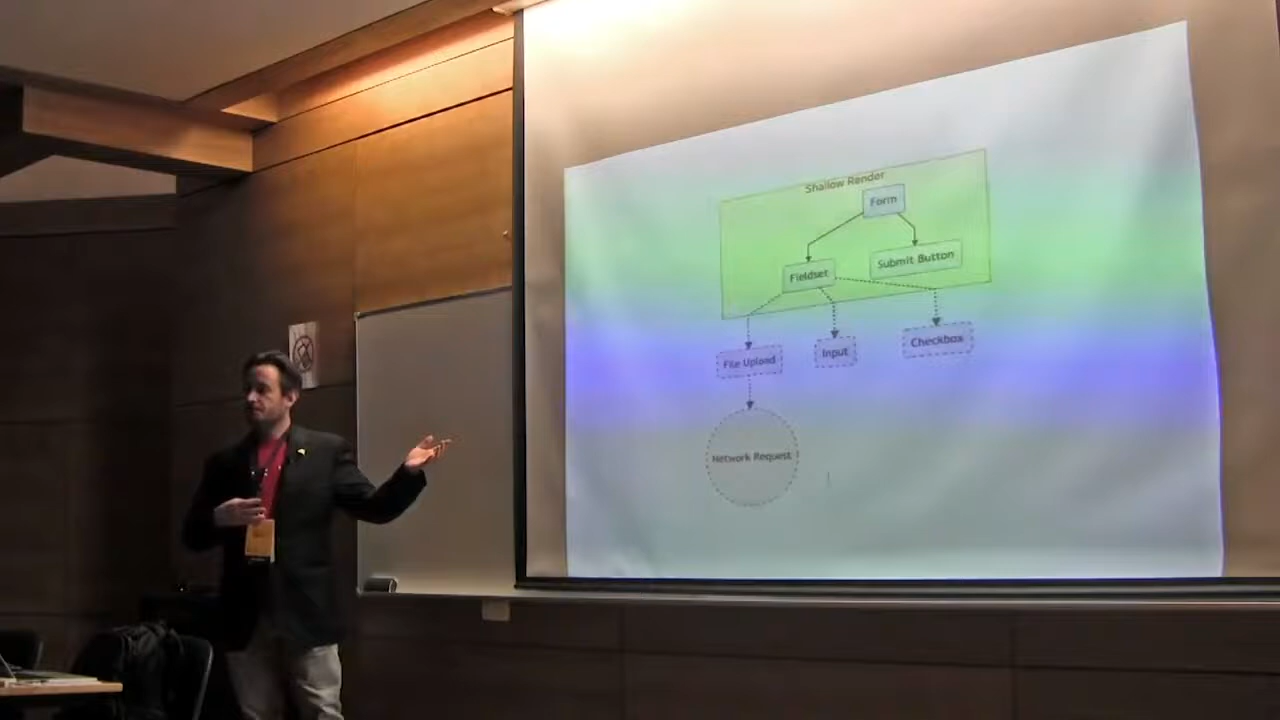 Shallow Render
Form
Fieldset
Submit Button
File Upload
Input
Checkbox
Network Request